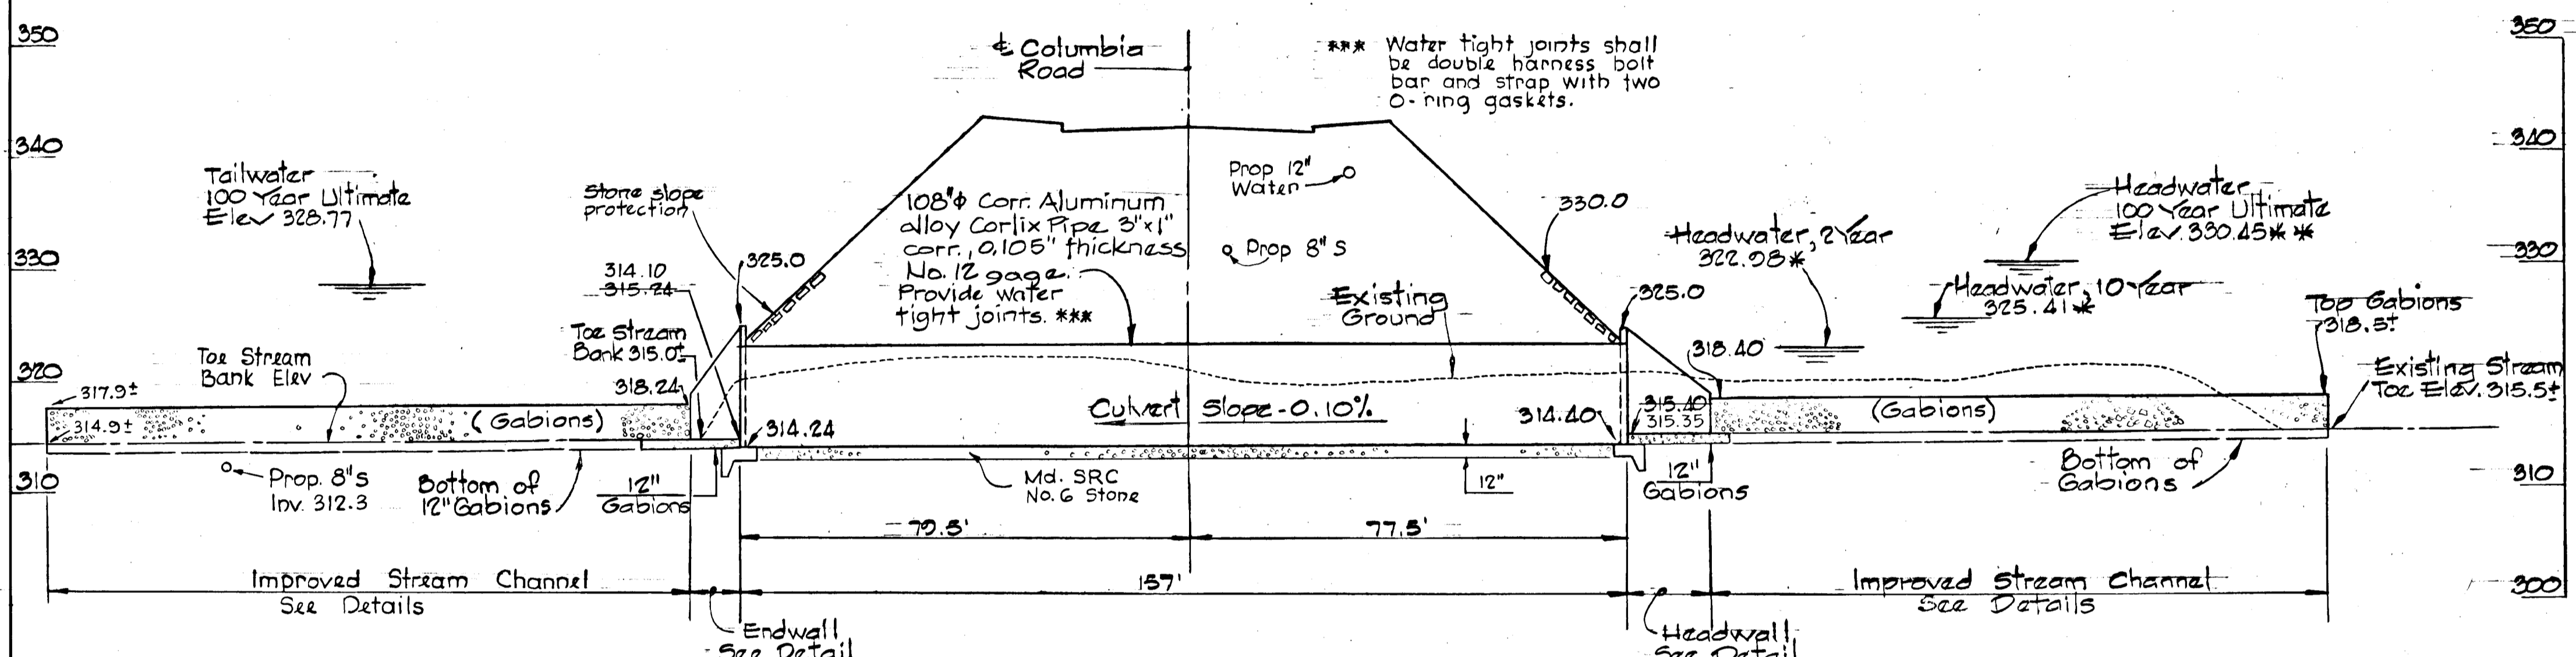 350
340
330
320
310
Tailwater
100 Year Ultimate
Elev 328.77
Toe Stream
Bank Elev
317.9±
314.9±
(Gabions)
Prop. 8"S
Inv. 312.3
Bottom of
12" Gabions
12"
Gabions
Improved Stream Channel
See Details
Stone slope
protection
314.10
315.24
Toe Stream
Bank 315.0±
318.24
325.0
314.24
Endwall
See Detail
℄ Columbia
Road
108"ϕ Corr. Aluminum
alloy Corlix Pipe 3"x1"
corr., 0.105" thickness
No. 12 gage.
Provide water
tight joints. ***
*** Water tight joints shall
be double harness bolt
bar and strap with two
O-ring gaskets.
Prop 12"
Water
Prop 8" S
Existing
Ground
Culvert Slope-0.10%
Md. SRC
No. 6 Stone
12"
79.5'
77.5'
157'
330.0
325.0
318.40
314.40
315.40
315.35
12"
Gabions
Headwall,
See Detail
Headwater, 2 Year
322.98*
Headwater
100 Year Ultimate
Elev. 330.45**
Headwater, 10 Year
325.41*
Top Gabions
318.5±
Existing Stream
Toe Elev. 315.5±
(Gabions)
Bottom of
Gabions
Improved Stream Channel
See Details
350
340
330
310
300